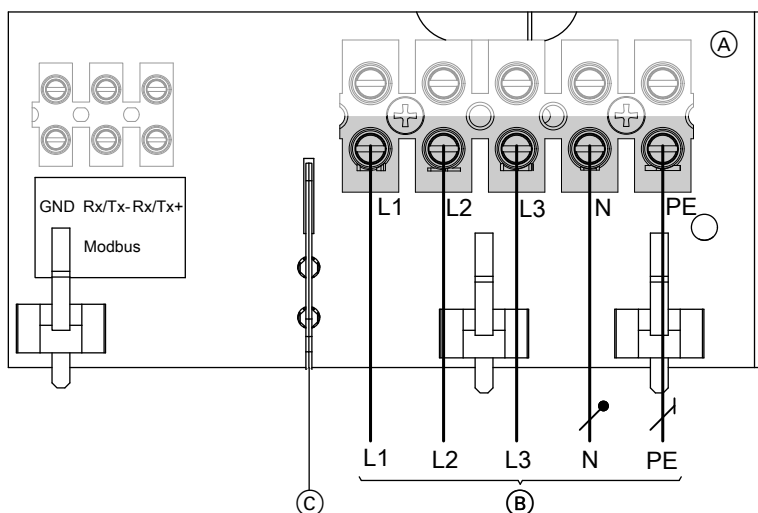 Ⓐ
L1 L2 L3 N PE
GND Rx/Tx- Rx/Tx+
Modbus
L1 L2 L3 N PE
Ⓒ Ⓑ